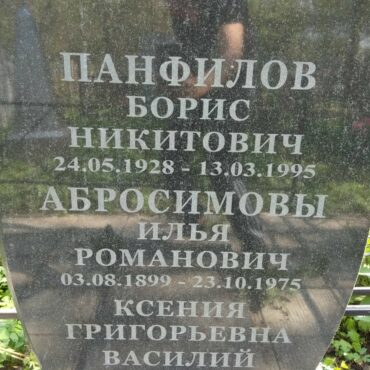 ПАНФИЛОВ
БОРИС
НИКИТОВИЧ
24.05.1928 - 13.03.1995
АБРОСИМОВЫ
ИЛЬЯ
РОМАНОВИЧ
03.08.1899 - 23.10.1975
КСЕНИЯ
ГРИГОРЬЕВНА
ВАСИЛИЙ